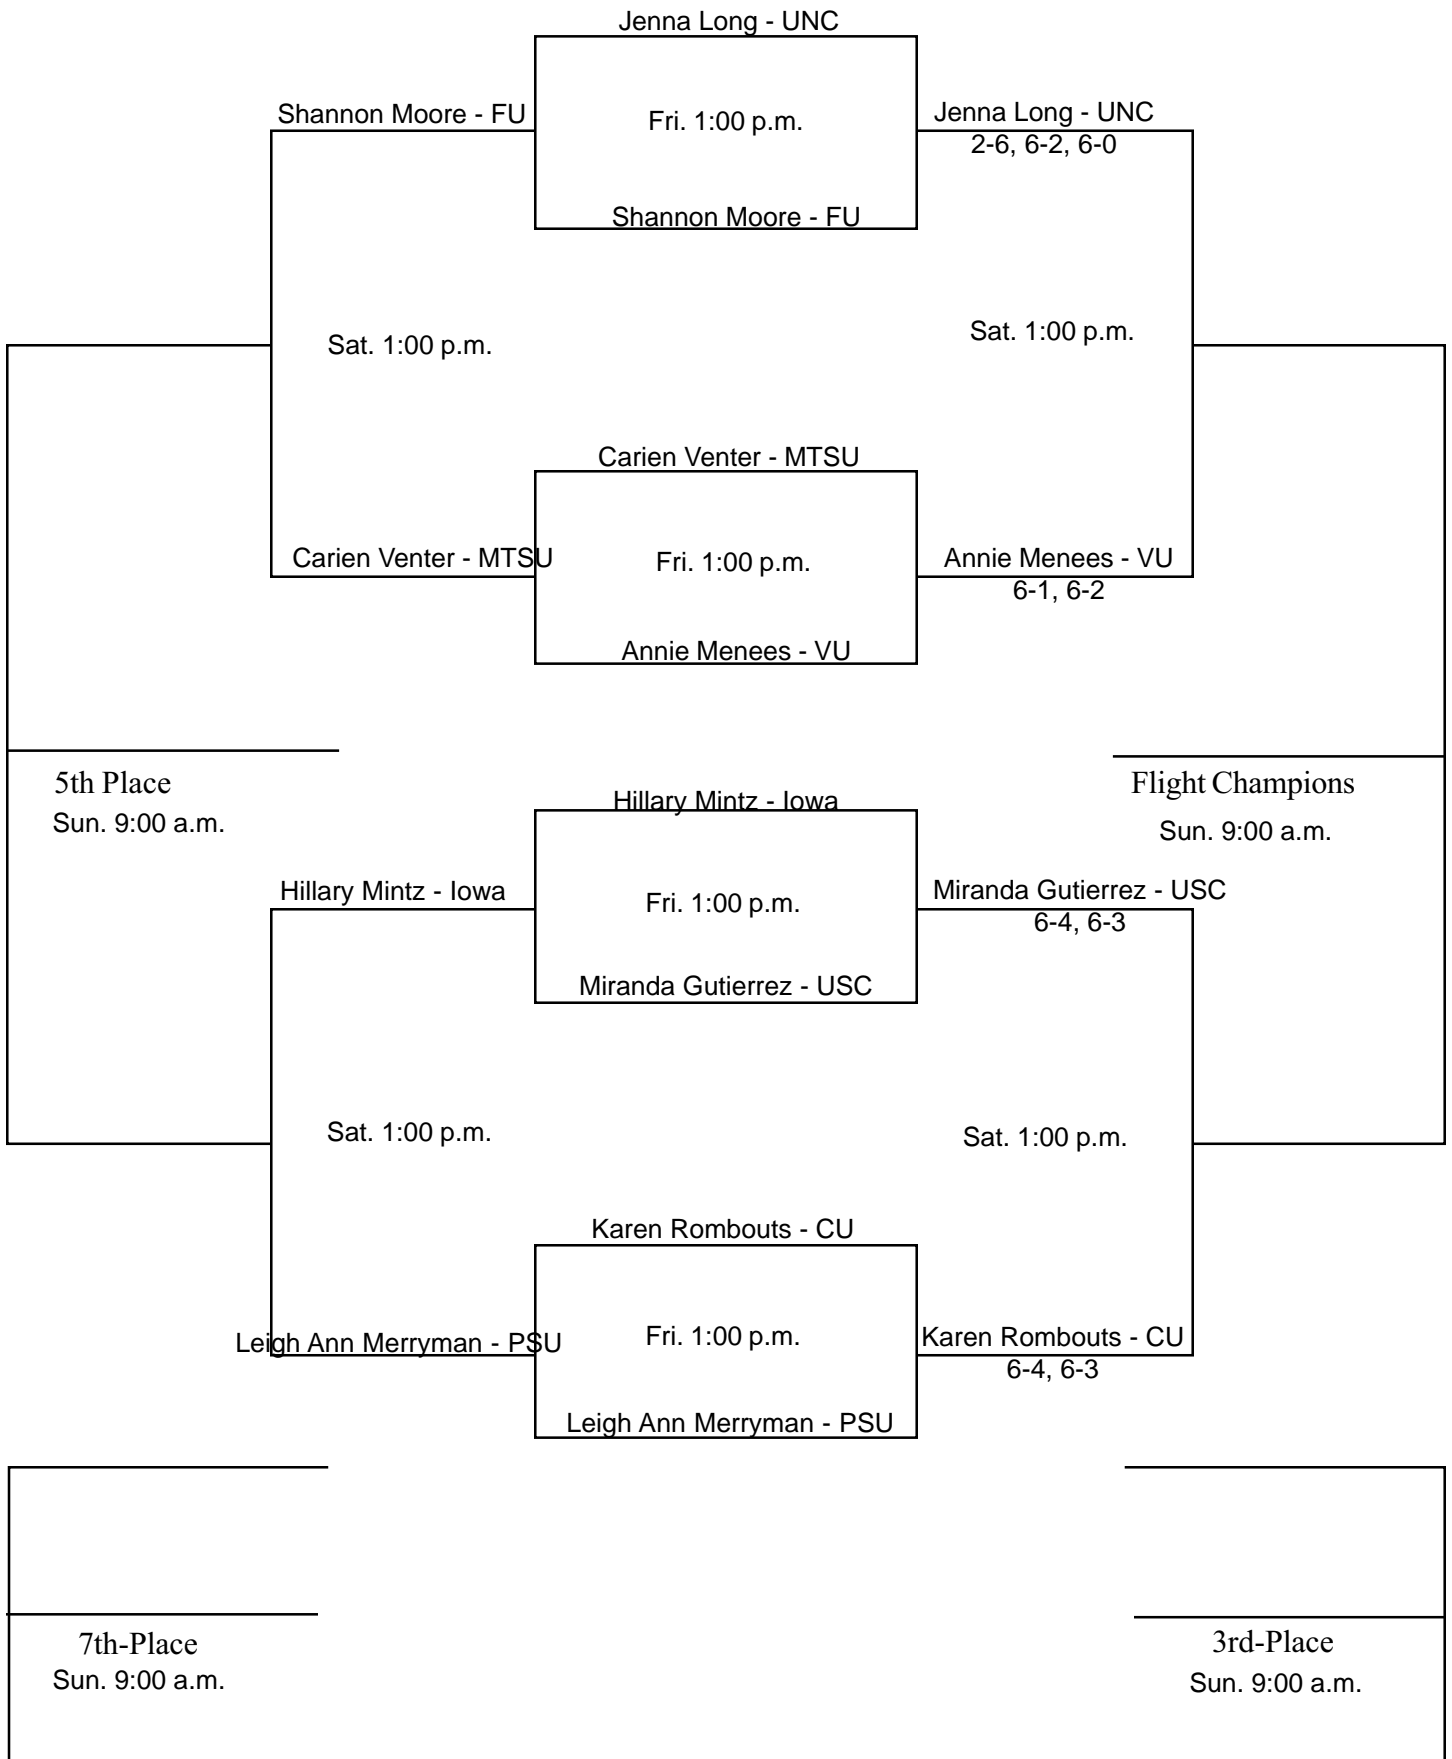 Jenna Long - UNC
Shannon Moore - FU
Fri. 1:00 p.m.
Jenna Long - UNC
2-6, 6-2, 6-0
Shannon Moore - FU
Sat. 1:00 p.m.
Sat. 1:00 p.m.
Carien Venter - MTSU
Carien Venter - MTSU
Fri. 1:00 p.m.
Annie Menees - VU
6-1, 6-2
Annie Menees - VU
5th Place
Sun. 9:00 a.m.
Flight Champions
Sun. 9:00 a.m.
Hillary Mintz - Iowa
Hillary Mintz - Iowa
Fri. 1:00 p.m.
Miranda Gutierrez - USC
6-4, 6-3
Miranda Gutierrez - USC
Sat. 1:00 p.m.
Sat. 1:00 p.m.
Karen Rombouts - CU
Leigh Ann Merryman - PSU
Fri. 1:00 p.m.
Karen Rombouts - CU
6-4, 6-3
Leigh Ann Merryman - PSU
7th-Place
Sun. 9:00 a.m.
3rd-Place
Sun. 9:00 a.m.